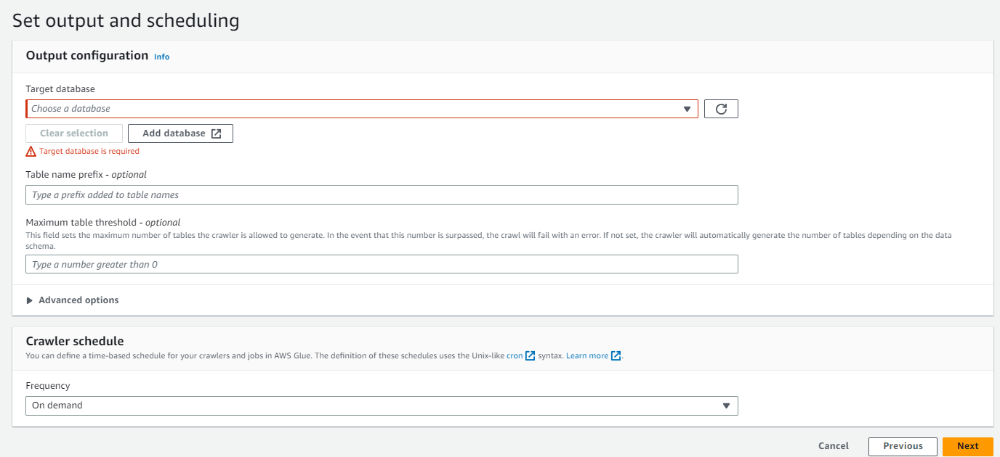 Set output and scheduling
Output configuration Info
Target database
Choose a database
Clear selection Add database
Target database is required
Table name prefix - optional
Type a prefix added to table names
Maximum table threshold - optional
This field sets the maximum number of tables the crawler is allowed to generate. In the event that this number is surpassed, the crawl will fail with an error. If not set, the crawler will automatically generate the number of tables depending on the data
schema.
Type a number greater than 0
Advanced options
Crawler schedule
You can define a time-based schedule for your crawlers and jobs in AWS Glue. The definition of these schedules uses the Unix-like cron syntax. Learn more .
Frequency
On demand
Cancel Previous Next